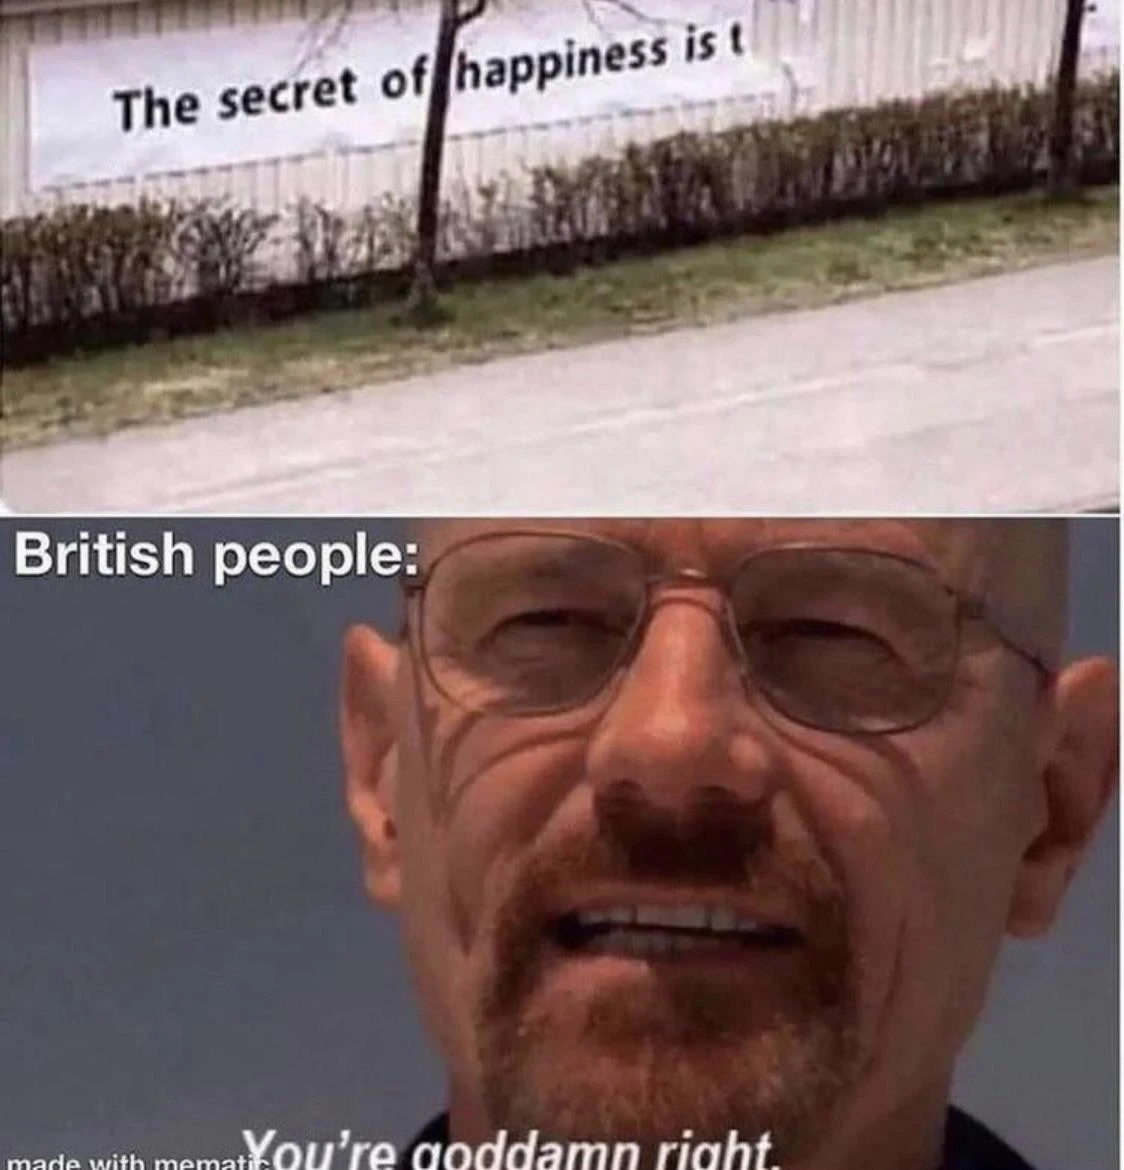 The secret of happiness is t
British people:
You're goddamn right.
made with mematic